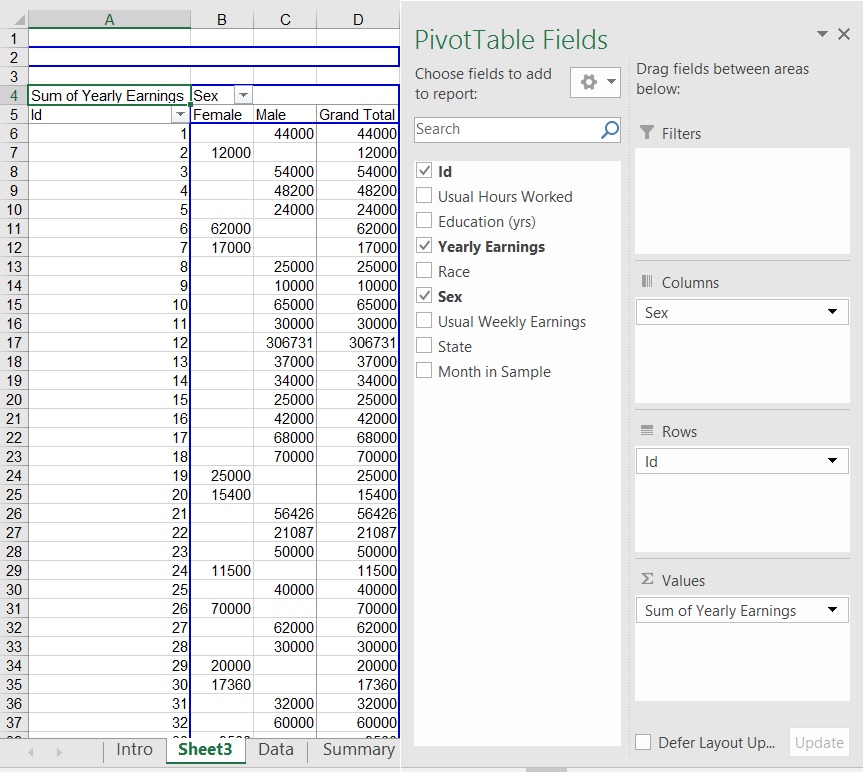 A B C D
1
2
3
4 Sum of Yearly Earnings Sex
5 Id Female Male Grand Total
6 1 44000 44000
7 2 12000 12000
8 3 54000 54000
9 4 48200 48200
10 5 24000 24000
11 6 62000 62000
12 7 17000 17000
13 8 25000 25000
14 9 10000 10000
15 10 65000 65000
16 11 30000 30000
17 12 306731 306731
18 13 37000 37000
19 14 34000 34000
20 15 25000 25000
21 16 42000 42000
22 17 68000 68000
23 18 70000 70000
24 19 25000 25000
25 20 15400 15400
26 21 56426 56426
27 22 21087 21087
28 23 50000 50000
29 24 11500 11500
30 25 40000 40000
31 26 70000 70000
32 27 62000 62000
33 28 30000 30000
34 29 20000 20000
35 30 17360 17360
36 31 32000 32000
37 32 60000 60000
Intro Sheet3 Data Summary
PivotTable Fields
Choose fields to add
to report:
Search
Id
Usual Hours Worked
Education (yrs)
Yearly Earnings
Race
Sex
Usual Weekly Earnings
State
Month in Sample
Drag fields between areas
below:
Filters
Columns
Sex
Rows
Id
Σ Values
Sum of Yearly Earnings
Defer Layout Up... Update